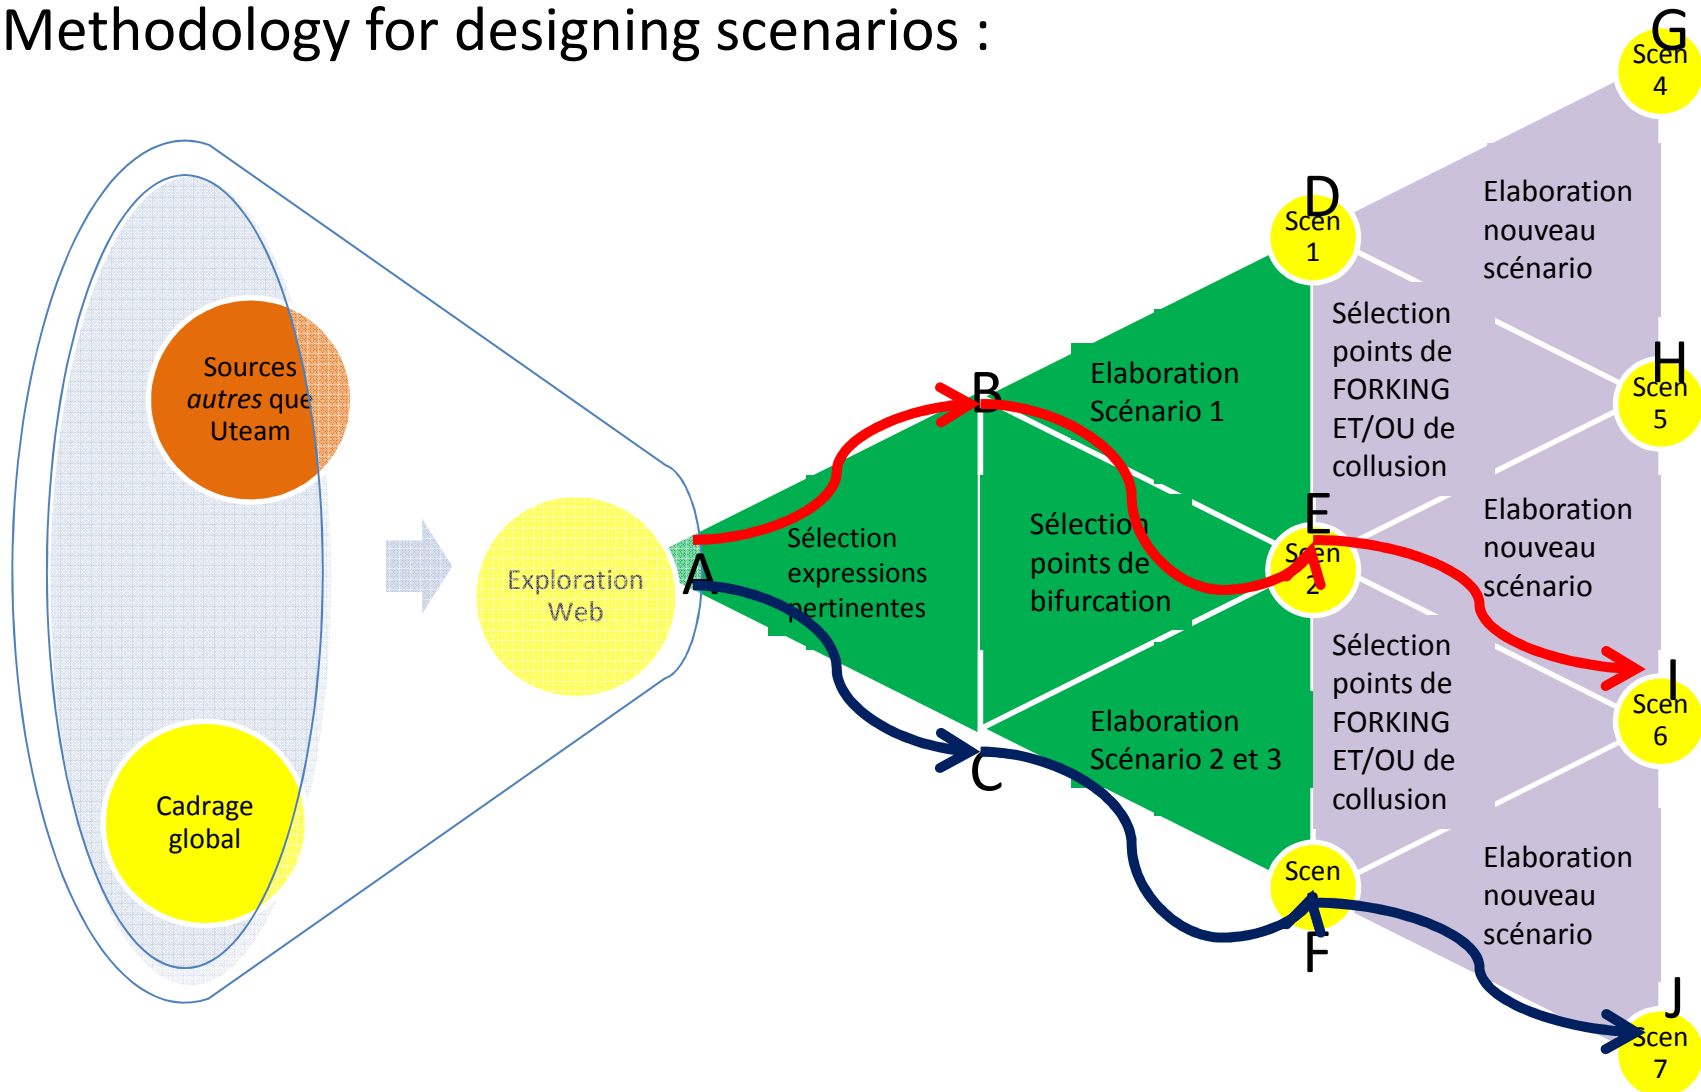 Methodology for designing scenarios :
Sources
autres que
Uteam
Cadrage
global
Exploration
Web
A
Sélection
expressions
pertinentes
B
C
Sélection
points de
bifurcation
Elaboration
Scénario 1
Elaboration
Scénario 2 et 3
D
Scen
1
E
Scen
2
Scen
F
Sélection
points de
FORKING
ET/OU de
collusion
Sélection
points de
FORKING
ET/OU de
collusion
Elaboration
nouveau
scénario
Elaboration
nouveau
scénario
Elaboration
nouveau
scénario
G
Scen
4
H
Scen
5
I
Scen
6
J
Scen
7